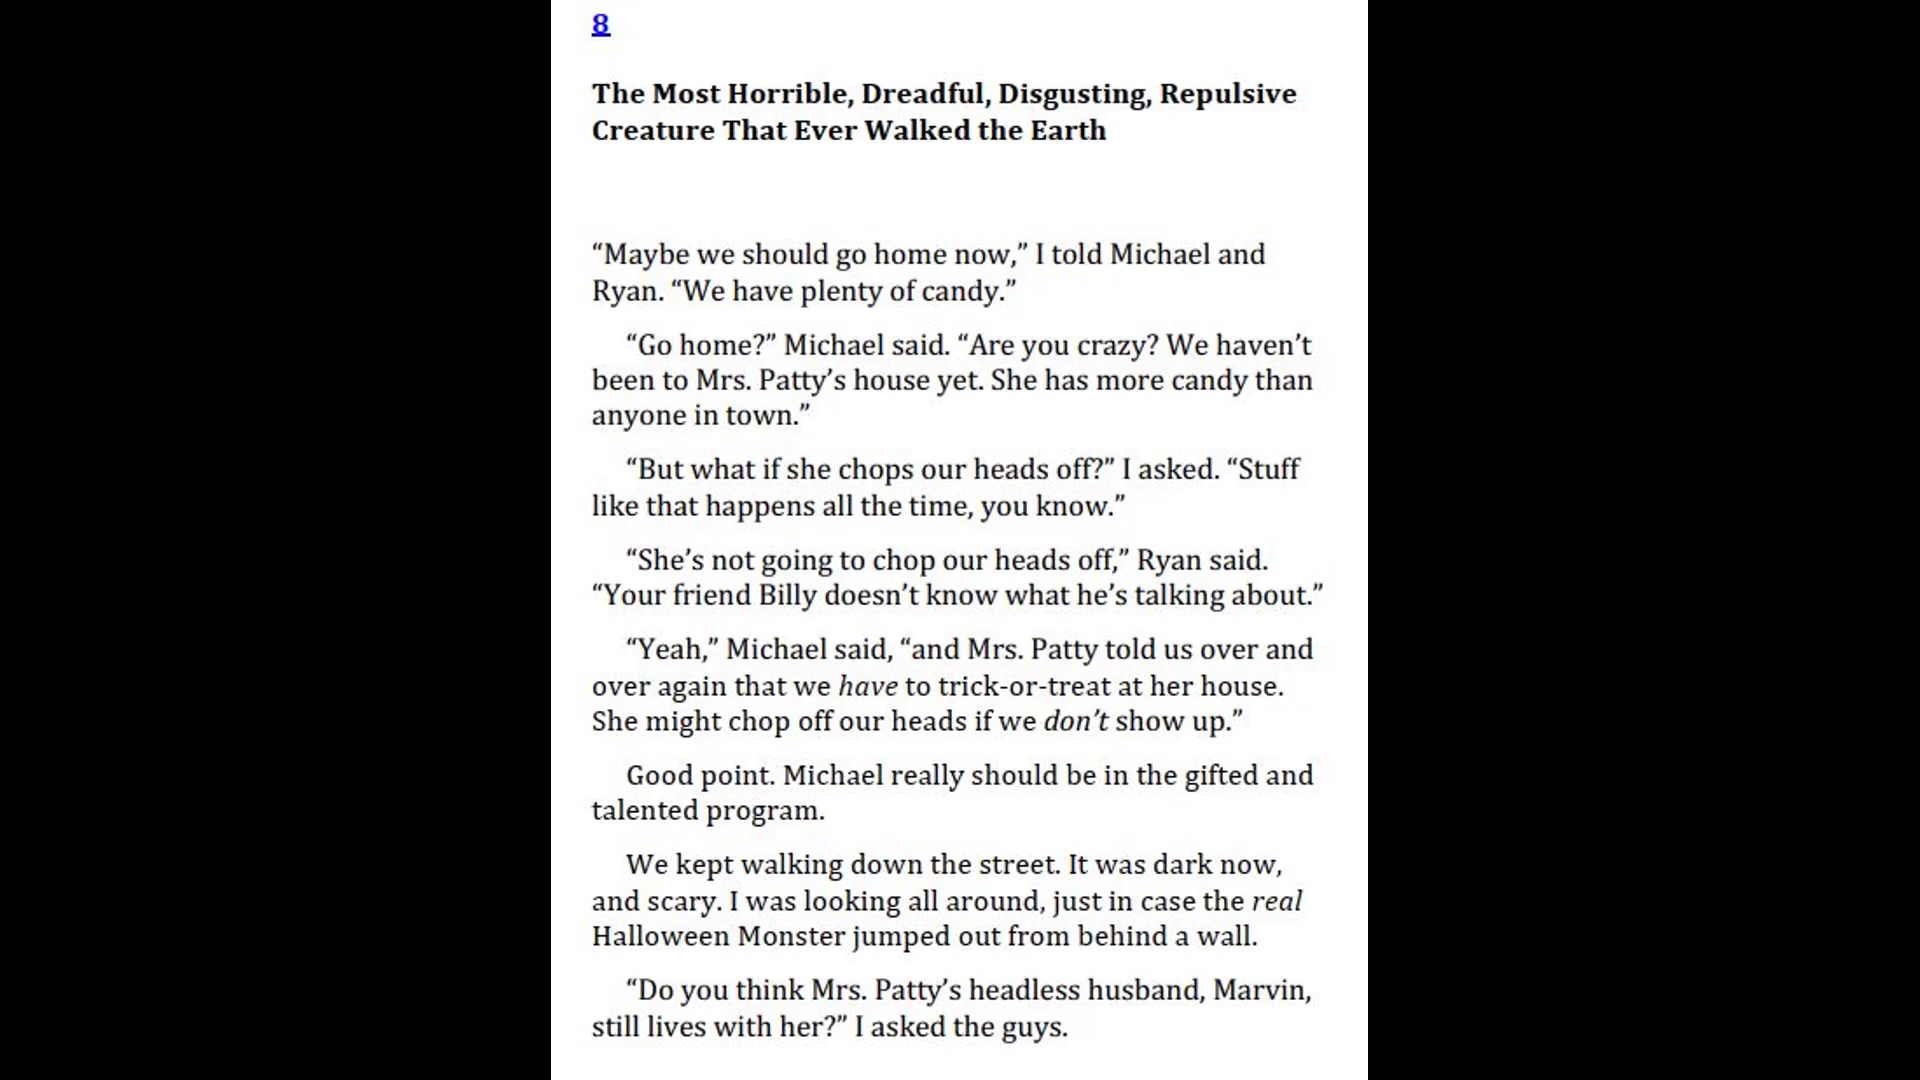 8
The Most Horrible, Dreadful, Disgusting, Repulsive
Creature That Ever Walked the Earth
“Maybe we should go home now,” I told Michael and
Ryan. “We have plenty of candy.”
“Go home?” Michael said. “Are you crazy? We haven’t
been to Mrs. Patty’s house yet. She has more candy than
anyone in town.”
“But what if she chops our heads off?” I asked. “Stuff
like that happens all the time, you know.”
“She’s not going to chop our heads off,” Ryan said.
“Your friend Billy doesn’t know what he’s talking about.”
“Yeah,” Michael said, “and Mrs. Patty told us over and
over again that we have to trick-or-treat at her house.
She might chop off our heads if we don’t show up.”
Good point. Michael really should be in the gifted and
talented program.
We kept walking down the street. It was dark now,
and scary. I was looking all around, just in case the real
Halloween Monster jumped out from behind a wall.
“Do you think Mrs. Patty’s headless husband, Marvin,
still lives with her?” I asked the guys.